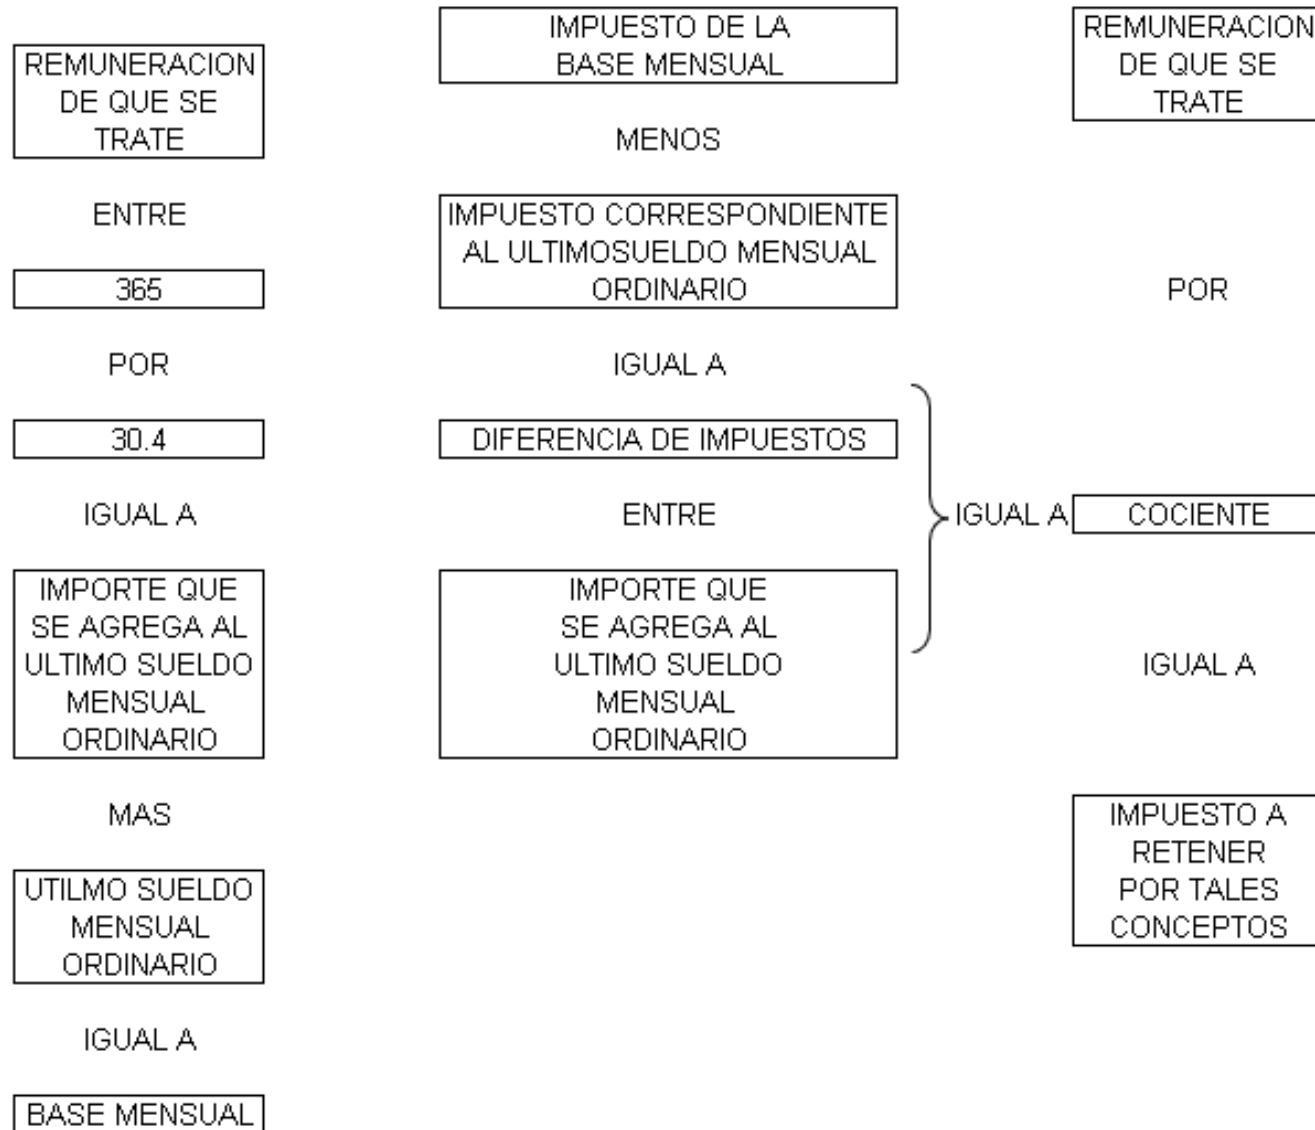 REMUNERACION
DE QUE SE
TRATE
ENTRE
365
POR
30.4
IGUAL A
IMPORTE QUE
SE AGREGA AL
ULTIMO SUELDO
MENSUAL
ORDINARIO
MAS
UTILMO SUELDO
MENSUAL
ORDINARIO
IGUAL A
BASE MENSUAL
IMPUESTO DE LA
BASE MENSUAL
MENOS
IMPUESTO CORRESPONDIENTE
AL ULTIMOSUELDO MENSUAL
ORDINARIO
IGUAL A
DIFERENCIA DE IMPUESTOS
ENTRE
IMPORTE QUE
SE AGREGA AL
ULTIMO SUELDO
MENSUAL
ORDINARIO
IGUAL A
REMUNERACION
DE QUE SE
TRATE
POR
COCIENTE
IGUAL A
IMPUESTO A
RETENER
POR TALES
CONCEPTOS